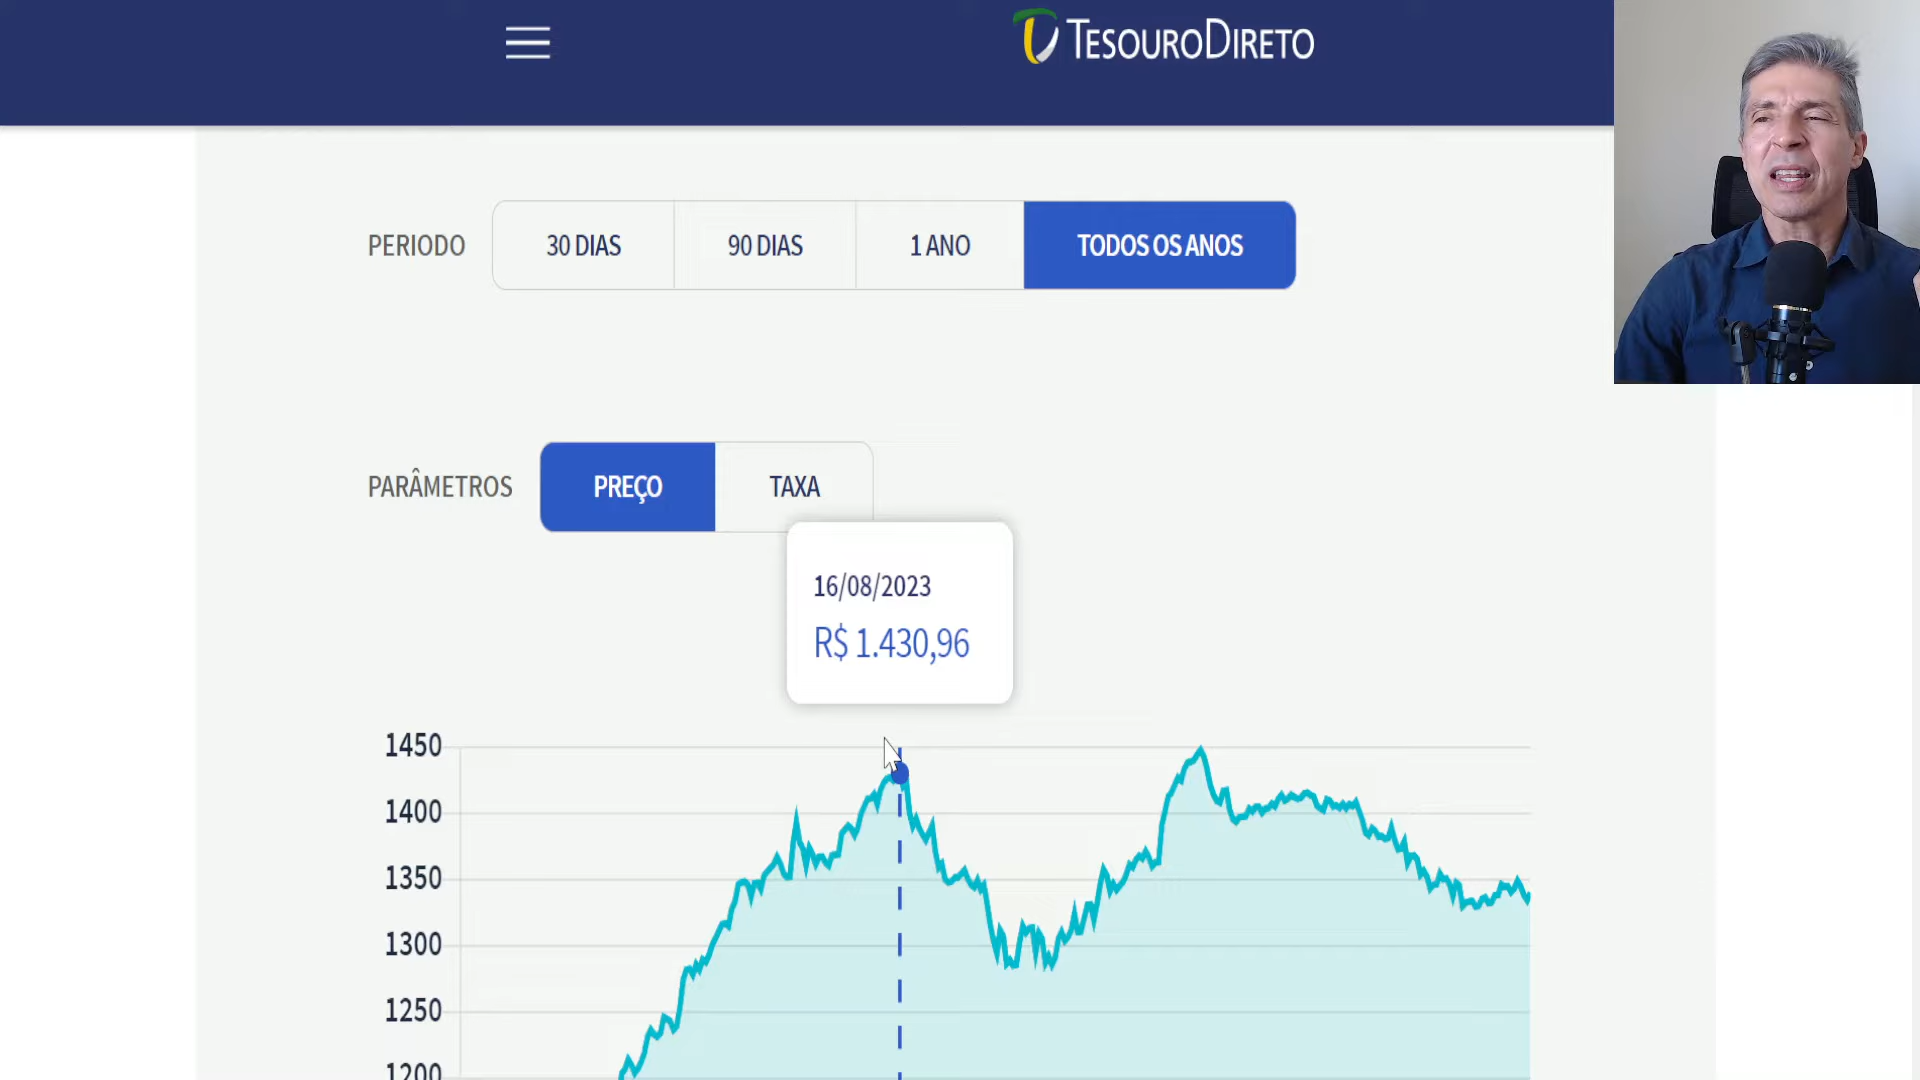 TESOURODIRETO
PERIODO
30 DIAS
90 DIAS
1 ANO
TODOS OS ANOS
PARÂMETROS
PREÇO
TAXA
16/08/2023
R$ 1.430,96
1450
1400
1350
1300
1250
1200